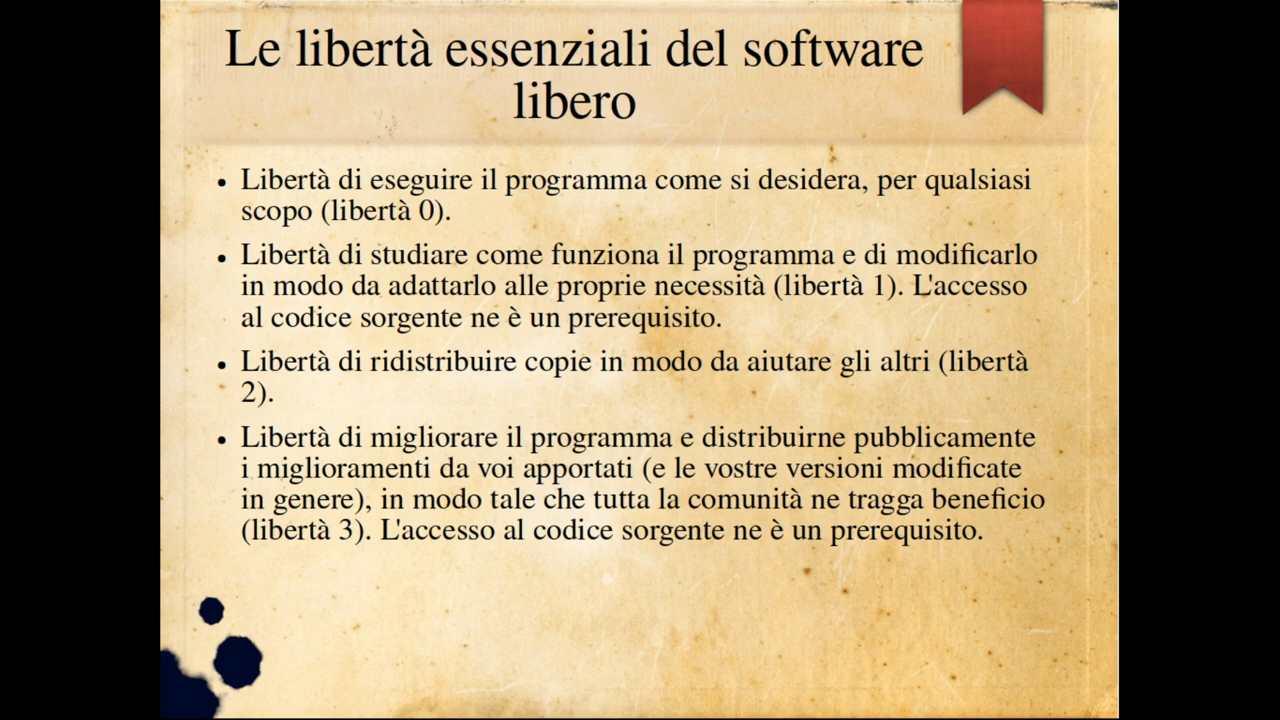 Le libertà essenziali del software
libero
• Libertà di eseguire il programma come si desidera, per qualsiasi
scopo (libertà 0).
• Libertà di studiare come funziona il programma e di modificarlo
in modo da adattarlo alle proprie necessità (libertà 1). L'accesso
al codice sorgente ne è un prerequisito.
• Libertà di ridistribuire copie in modo da aiutare gli altri (libertà
2).
• Libertà di migliorare il programma e distribuirne pubblicamente
i miglioramenti da voi apportati (e le vostre versioni modificate
in genere), in modo tale che tutta la comunità ne tragga beneficio
(libertà 3). L'accesso al codice sorgente ne è un prerequisito.